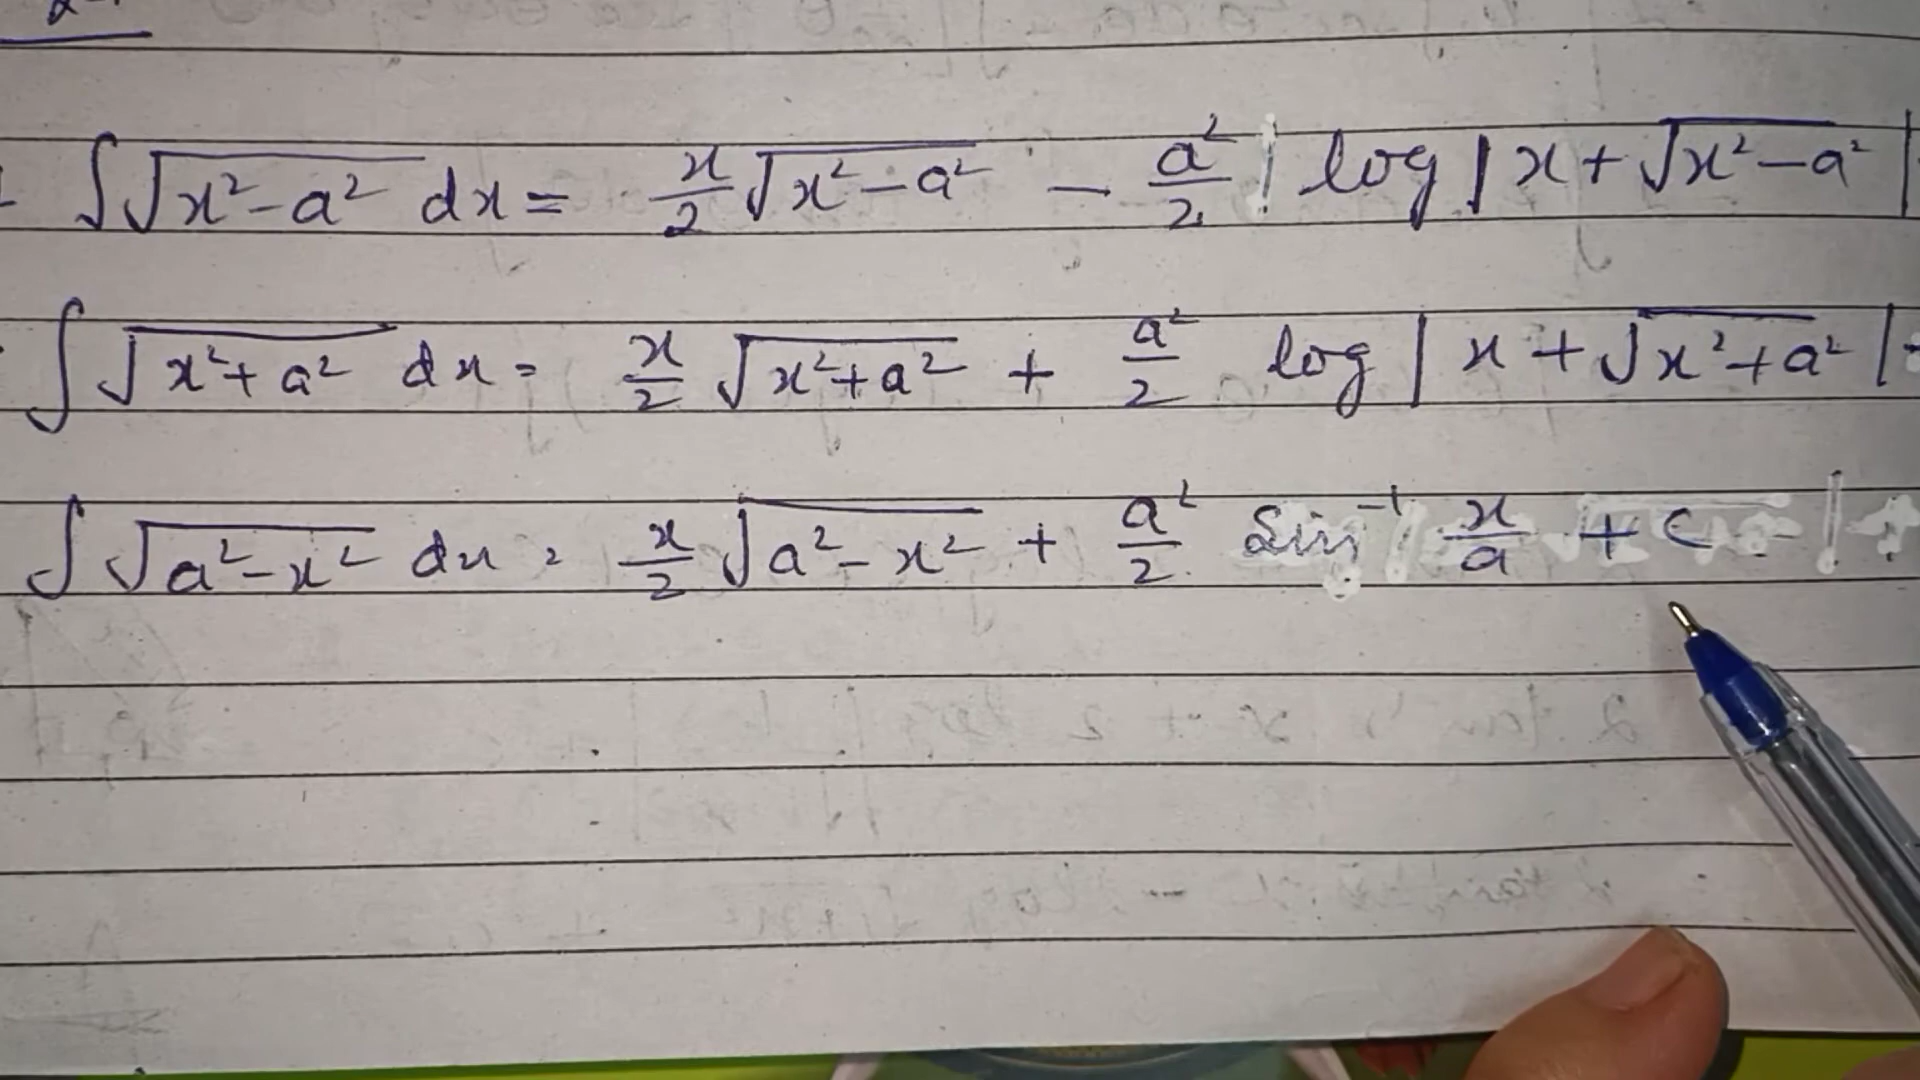 ∫√(x²-a²) dx = x/2 √(x²-a²) - a²/2 log|x+√(x²-a²)|
∫√(x²+a²) dx = x/2 √(x²+a²) + a²/2 log|x+√(x²+a²)|
∫√(a²-x²) dx = x/2 √(a²-x²) + a²/2 Sin⁻¹ x/a + c